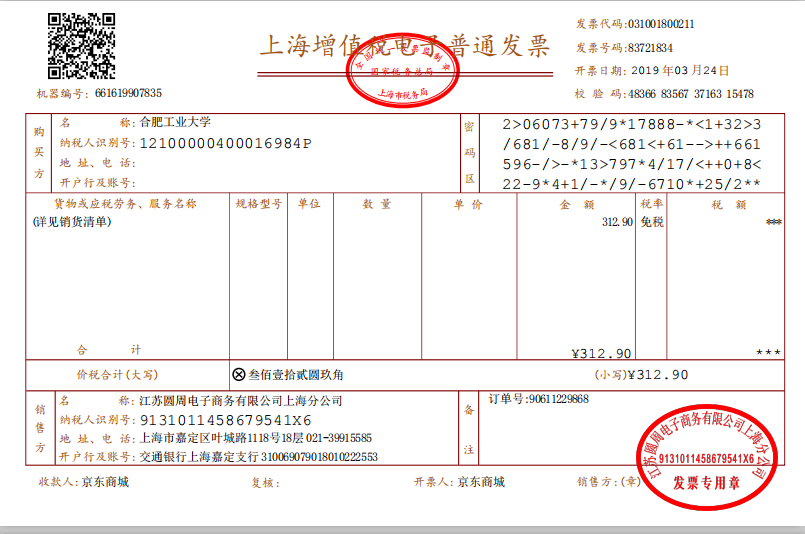 上海增值税电子普通发票
全国统一发票监制章
国家税务总局
上海市税务局
发票代码:031001800211
发票号码:83721834
开票日期: 2019 年03 月24 日
校 验 码:48366 83567 37163 15478
机器编号: 661619907835
购买方
名 称: 合肥工业大学
纳税人识别号: 12100000400016984P
地 址、电 话:
开户行及账号:
密码区
2>06073+79/9*17888-*<1+32>3
/681/-8/9/-<681<+61-->++661
596-/>-*13>797*4/17/<++0+8<
22-9*4+1/-*/9/-6710*+25/2**
货物或应税劳务、服务名称 规格型号 单位 数 量 单 价 金 额 税率 税 额
(详见销货清单) 312.90 免税 ***
合 计 ¥312.90 ***
价税合计(大写) ⊗ 叁佰壹拾贰圆玖角 (小写)¥312.90
销售方
名 称: 江苏圆周电子商务有限公司上海分公司
纳税人识别号: 9131011458679541X6
地 址、电 话: 上海市嘉定区叶城路1118号18层 021-39915585
开户行及账号: 交通银行上海嘉定支行 310069079018010222553
备注
订单号:90611229868
江苏圆周电子商务有限公司上海分公司
9131011458679541X6
发票专用章
收款人: 京东商城 复核: 开票人: 京东商城 销售方:(章)